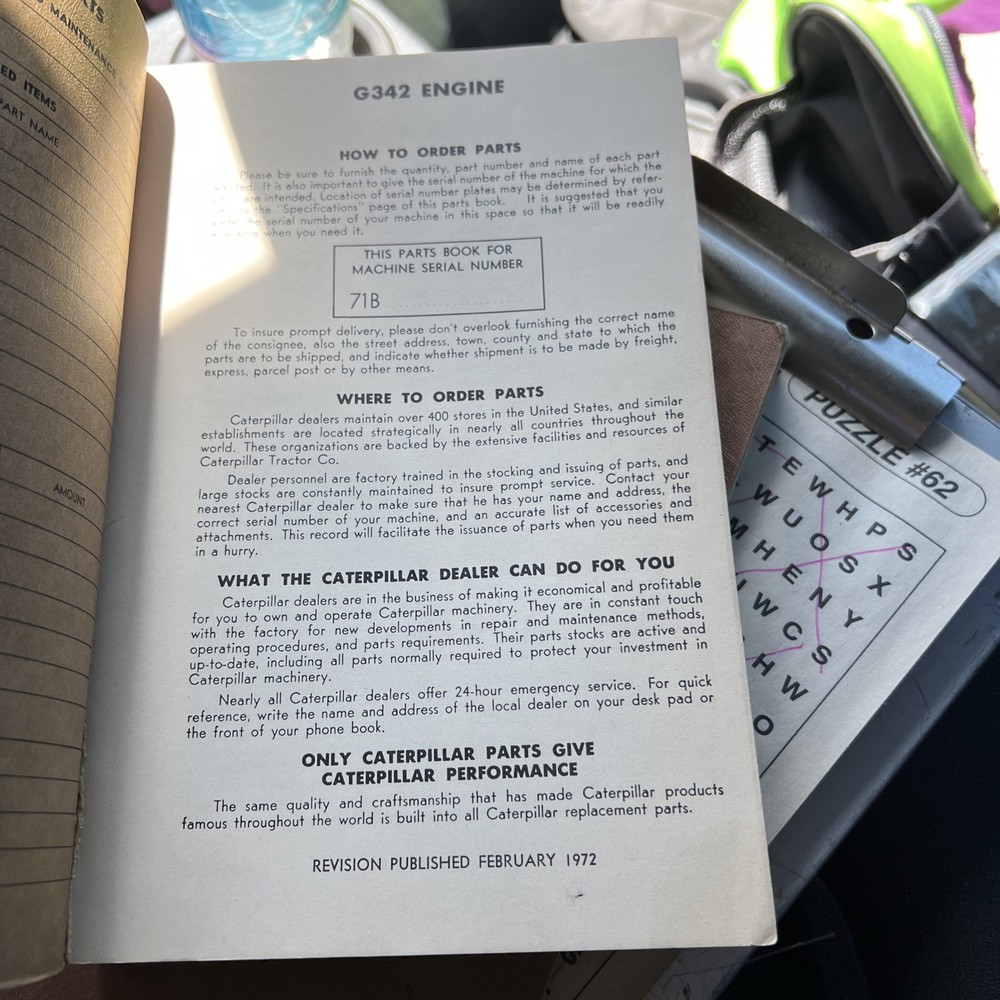 LTS
MAINTENANCE
ED ITEMS
PART NAME
AMOUNT
G342 ENGINE
HOW TO ORDER PARTS
Please be sure to furnish the quantity, part number and name of each part
It is also important to give the serial number of the machine for which the
are intended. Location of serial number plates may be determined by refer-
the "Specifications" page of this parts book. It is suggested that you
serial number of your machine in this space so that it will be readily
when you need it.
THIS PARTS BOOK FOR
MACHINE SERIAL NUMBER
71B
To insure prompt delivery, please don't overlook furnishing the correct name
of the consignee, also the street address, town, county and state to which the
parts are to be shipped, and indicate whether shipment is to be made by freight,
express, parcel post or by other means.
WHERE TO ORDER PARTS
Caterpillar dealers maintain over 400 stores in the United States, and similar
establishments are located strategically in nearly all countries throughout the
world. These organizations are backed by the extensive facilities and resources of
Caterpillar Tractor Co.
Dealer personnel are factory trained in the stocking and issuing of parts, and
large stocks are constantly maintained to insure prompt service. Contact your
nearest Caterpillar dealer to make sure that he has your name and address, the
correct serial number of your machine, and an accurate list of accessories and
attachments. This record will facilitate the issuance of parts when you need them
in a hurry.
WHAT THE CATERPILLAR DEALER CAN DO FOR YOU
Caterpillar dealers are in the business of making it economical and profitable
for you to own and operate Caterpillar machinery. They are in constant touch
with the factory for new developments in repair and maintenance methods,
operating procedures, and parts requirements. Their parts stocks are active and
up-to-date, including all parts normally required to protect your investment in
Caterpillar machinery.
Nearly all Caterpillar dealers offer 24-hour emergency service. For quick
reference, write the name and address of the local dealer on your desk pad or
the front of your phone book.
ONLY CATERPILLAR PARTS GIVE
CATERPILLAR PERFORMANCE
The same quality and craftsmanship that has made Caterpillar products
famous throughout the world is built into all Caterpillar replacement parts.
REVISION PUBLISHED FEBRUARY 1972
PUZZLE #62
T E W H P S
W U O S X
M H E N Y
W C S
H W
O